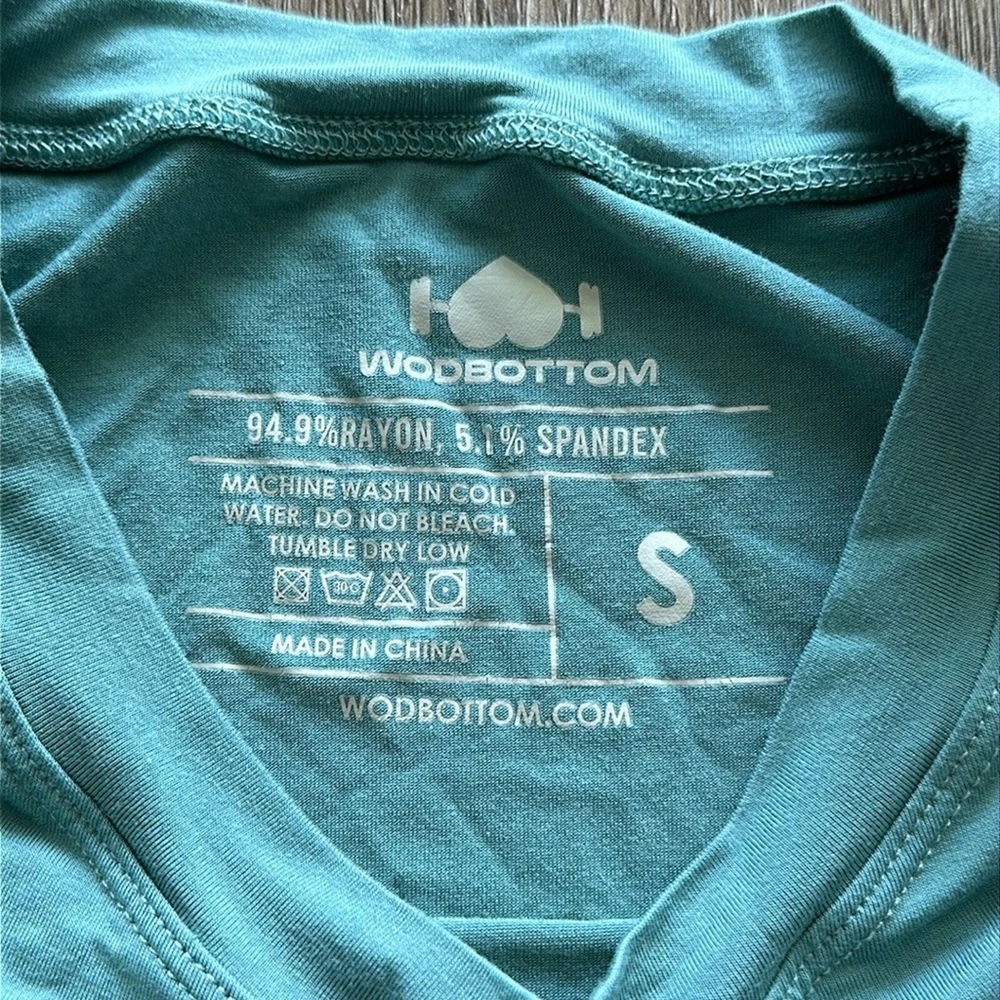 WODBOTTOM
94.9%RAYON, 5.1% SPANDEX
MACHINE WASH IN COLD
WATER. DO NOT BLEACH.
TUMBLE DRY LOW
30°C
S
MADE IN CHINA
WODBOTTOM.COM